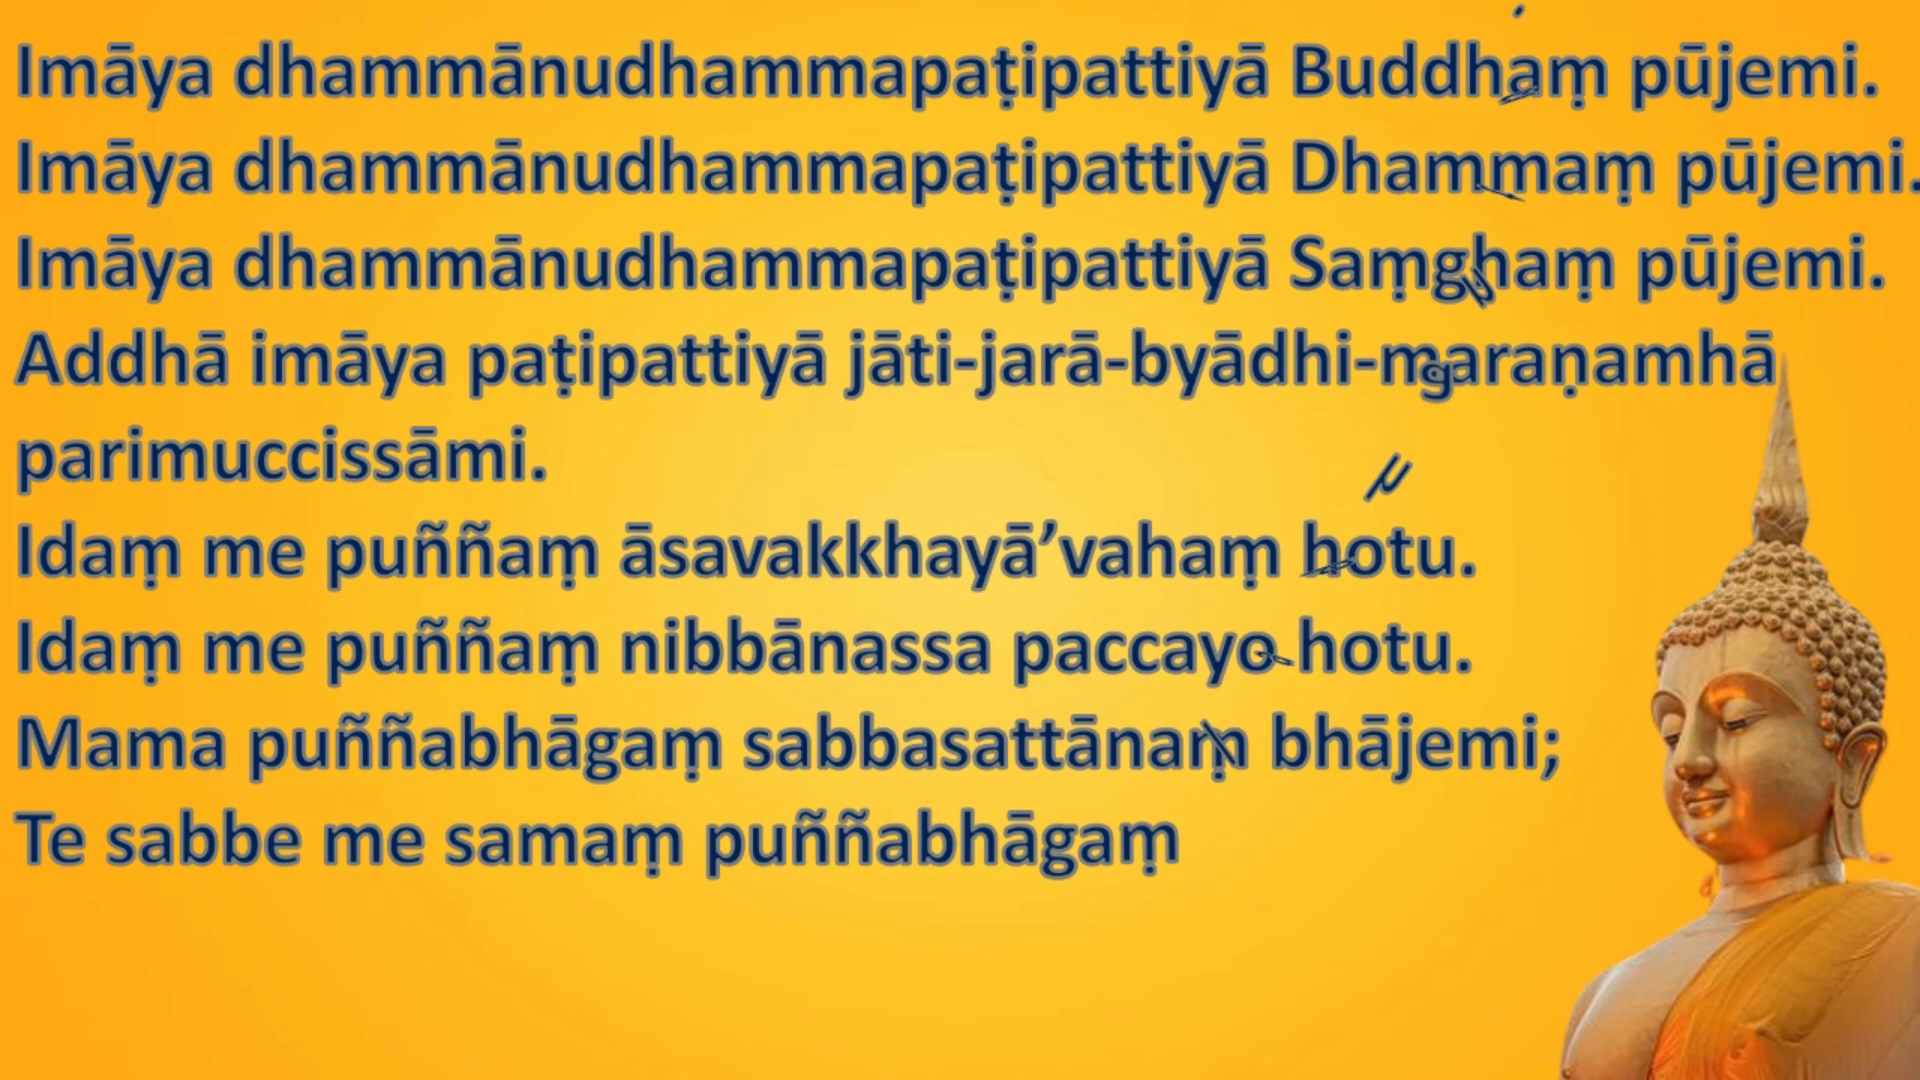 Imāya dhammānudhammapaṭipattiyā Buddhaṃ pūjemi.
Imāya dhammānudhammapaṭipattiyā Dhammaṃ pūjemi.
Imāya dhammānudhammapaṭipattiyā Saṃghaṃ pūjemi.
Addhā imāya paṭipattiyā jāti-jarā-byādhi-maraṇamhā
parimuccissāmi.
Idaṃ me puññaṃ āsavakkhayā’vahaṃ hotu.
Idaṃ me puññaṃ nibbānassa paccayo hotu.
Mama puññabhāgaṃ sabbasattānaṃ bhājemi;
Te sabbe me samaṃ puññabhāgaṃ